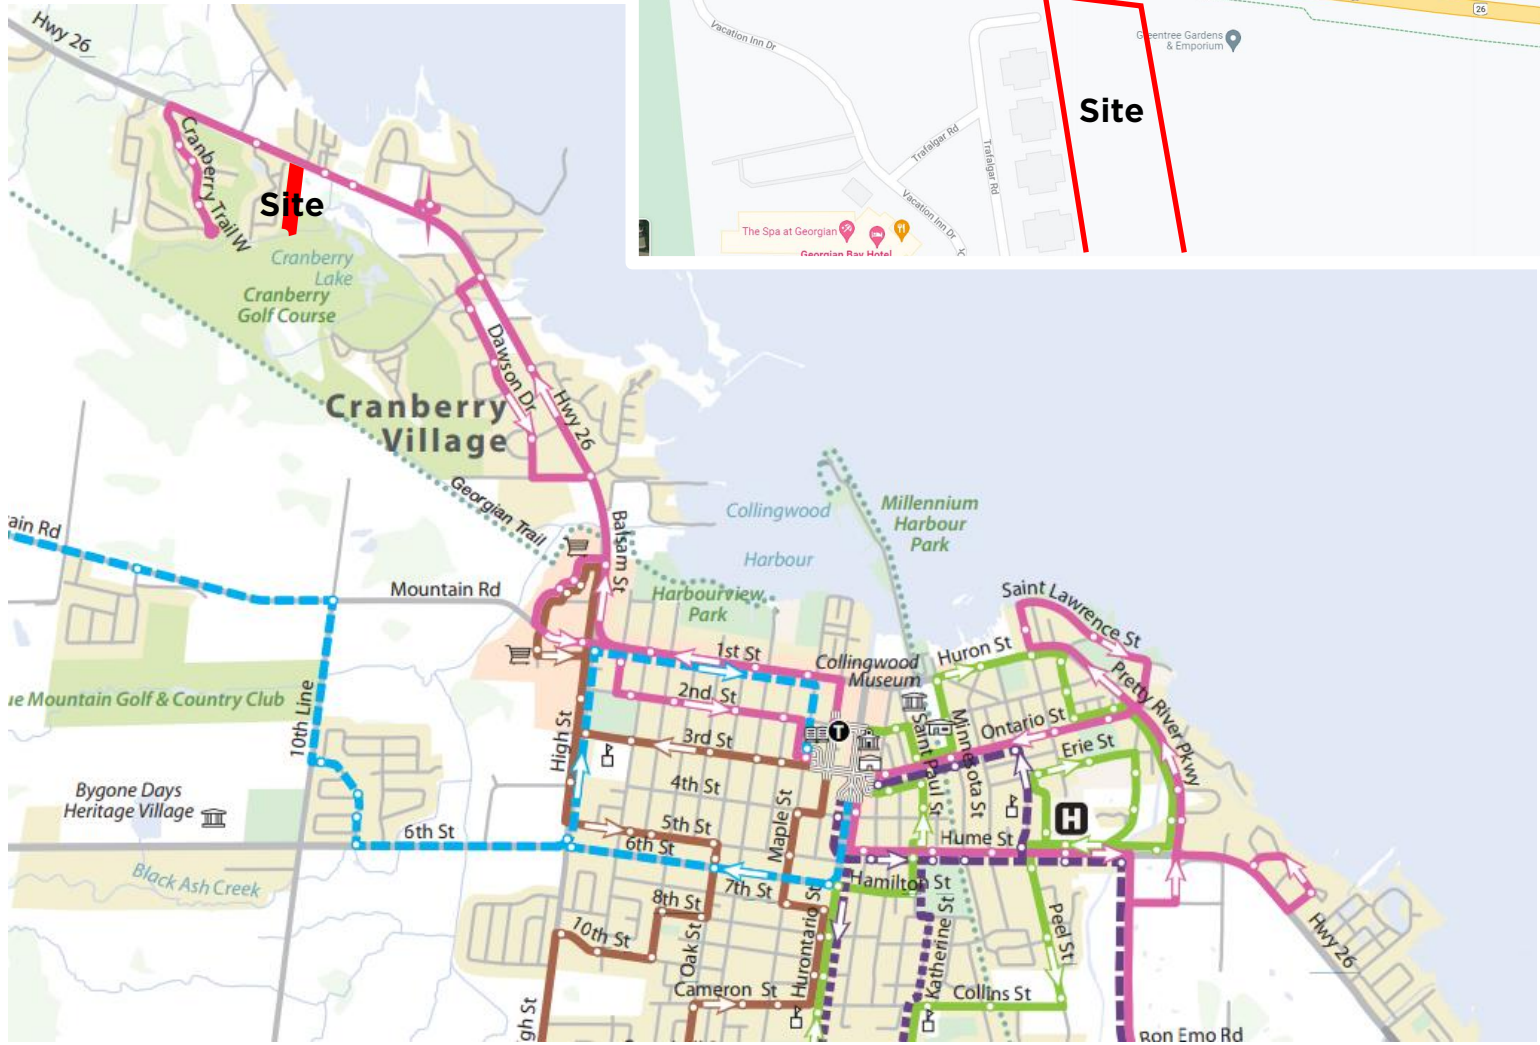 Hwy 26
Vacation Inn Dr
26
Greentree Gardens
& Emporium
Site
Trafalgar Rd
Trafalgar Rd
Vacation Inn Dr
The Spa at Georgian
Georgian Bay Hotel
Cranberry Trail W
Site
Cranberry
Lake
Cranberry
Golf Course
Dawson Dr
Hwy 26
Cranberry
Village
Georgian Trail
Balsam St
Collingwood
Harbour
Millennium
Harbour
Park
ain Rd
Mountain Rd
Harbourview
Park
Saint Lawrence St
Huron St
1st St
Collingwood
Museum
Pretty River Pkwy
2nd St
ue Mountain Golf & Country Club
10th Line
High St
T
Saint Paul St
Minnesota St
Ontario St
3rd St
Erie St
4th St
Maple St
Bygone Days
Heritage Village
H
5th St
6th St
6th St
Hume St
Black Ash Creek
7th St
Hamilton St
8th St
10th St
Oak St
Hurontario St
Katherine St
Peel St
Hwy 26
Cameron St
Collins St
gh St
Ron Emo Rd